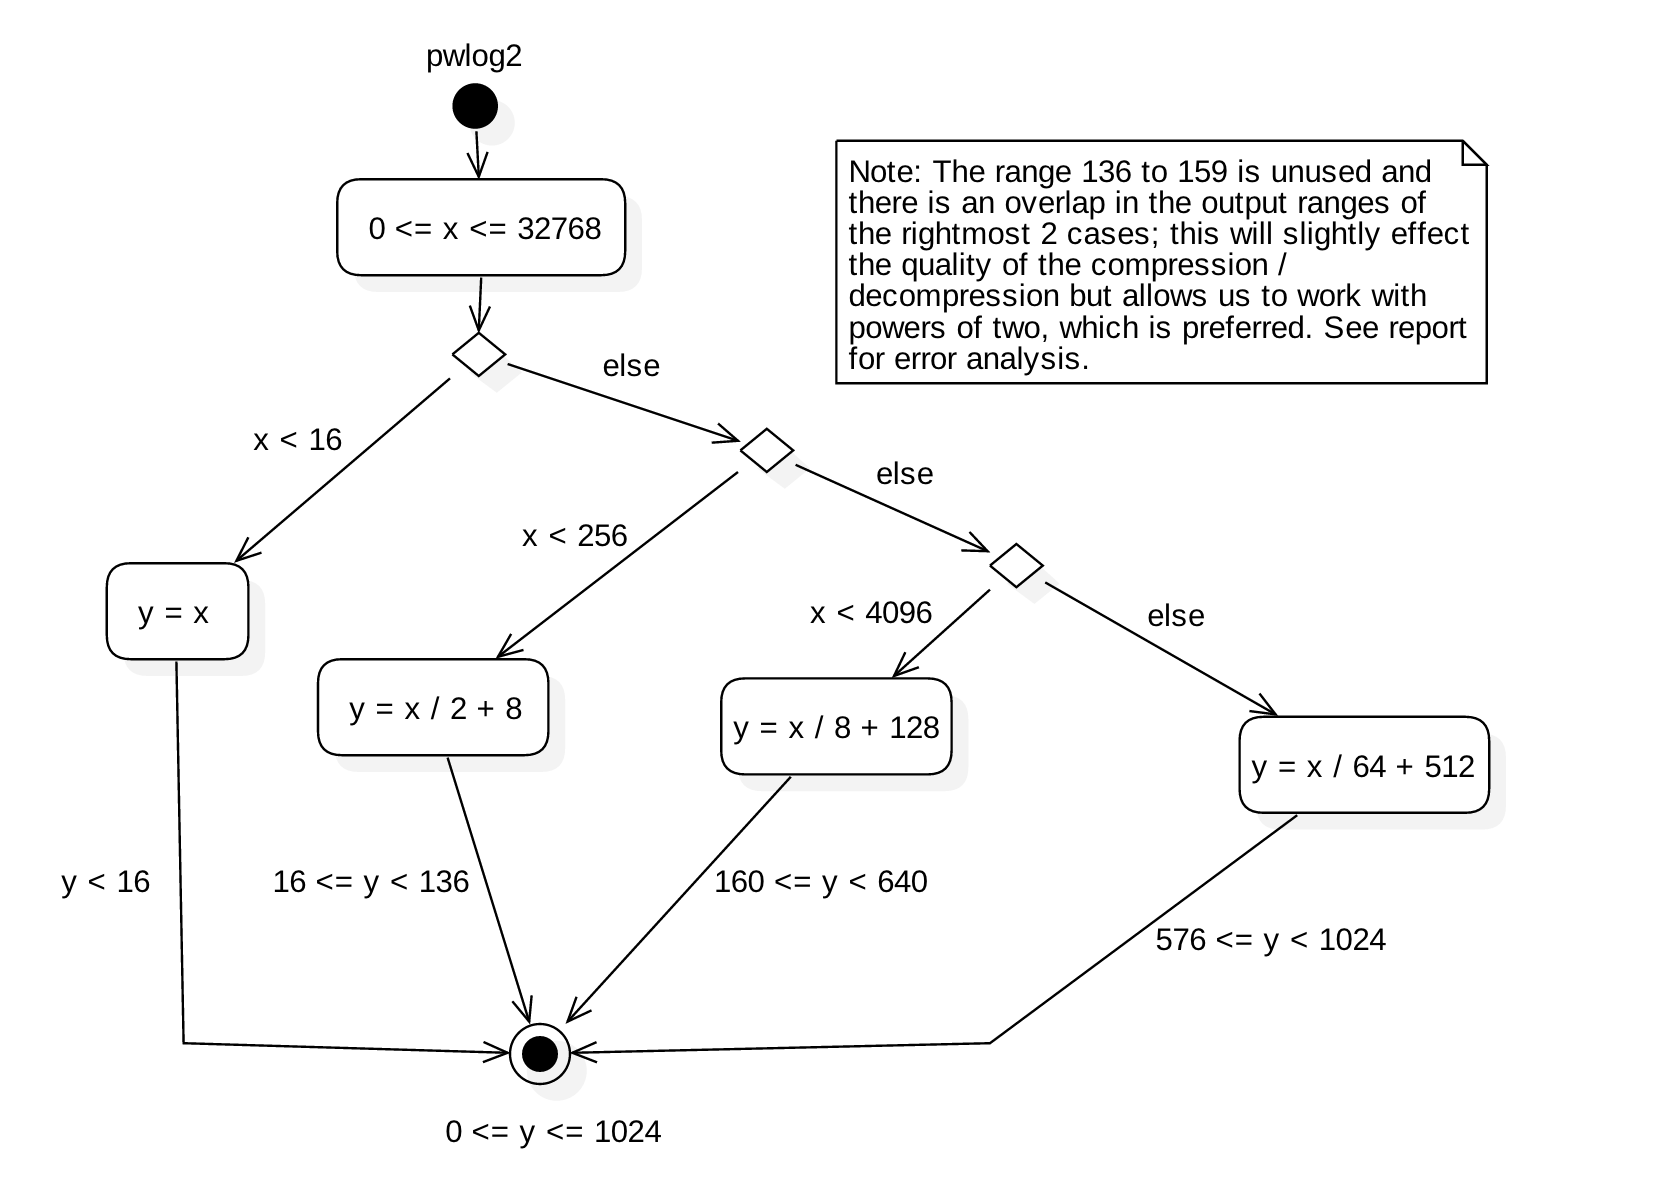 pwlog2
0 <= x <= 32768
Note: The range 136 to 159 is unused and
there is an overlap in the output ranges of
the rightmost 2 cases; this will slightly effect
the quality of the compression /
decompression but allows us to work with
powers of two, which is preferred. See report
for error analysis.
else
x < 16
else
x < 256
x < 4096
else
y = x
y = x / 2 + 8
y = x / 8 + 128
y = x / 64 + 512
y < 16
16 <= y < 136
160 <= y < 640
576 <= y < 1024
0 <= y <= 1024